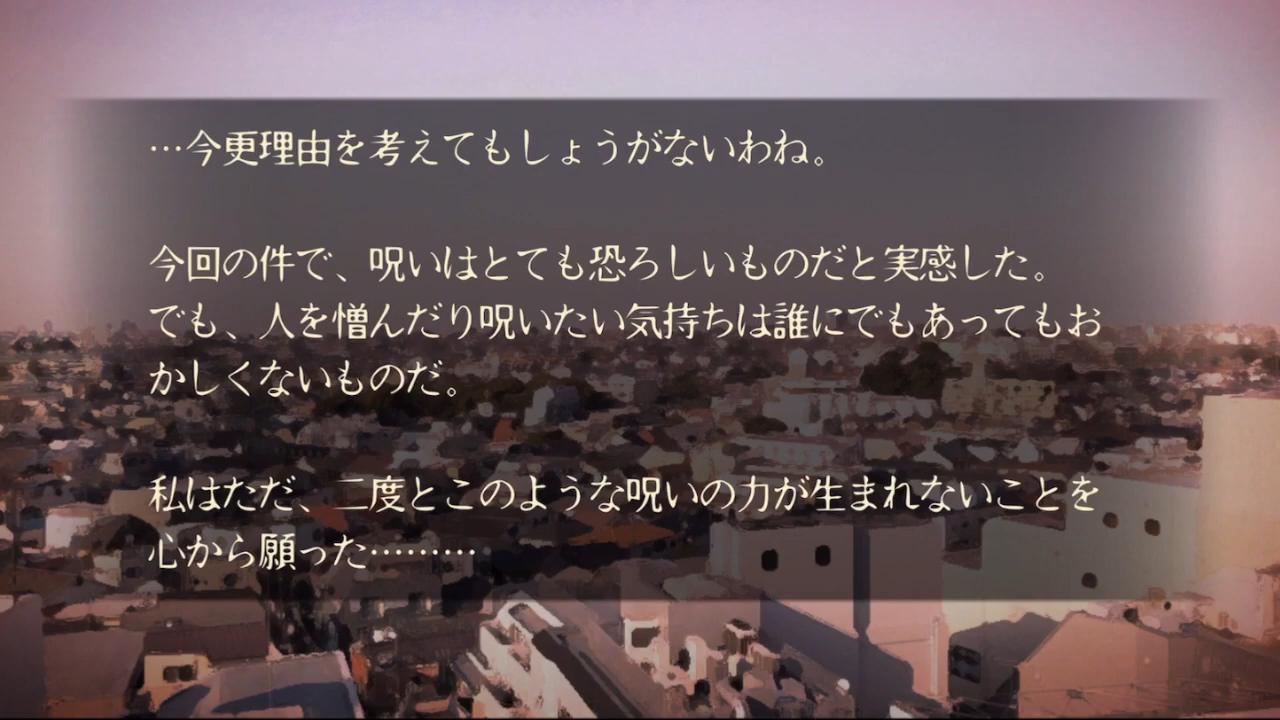 …今更理由を考えてもしょうがないわね。
今回の件で、呪いはとても恐ろしいものだと実感した。
でも、人を憎んだり呪いたい気持ちは誰にでもあってもお
かしくないものだ。
私はただ、二度とこのような呪いの力が生まれないことを
心から願った………